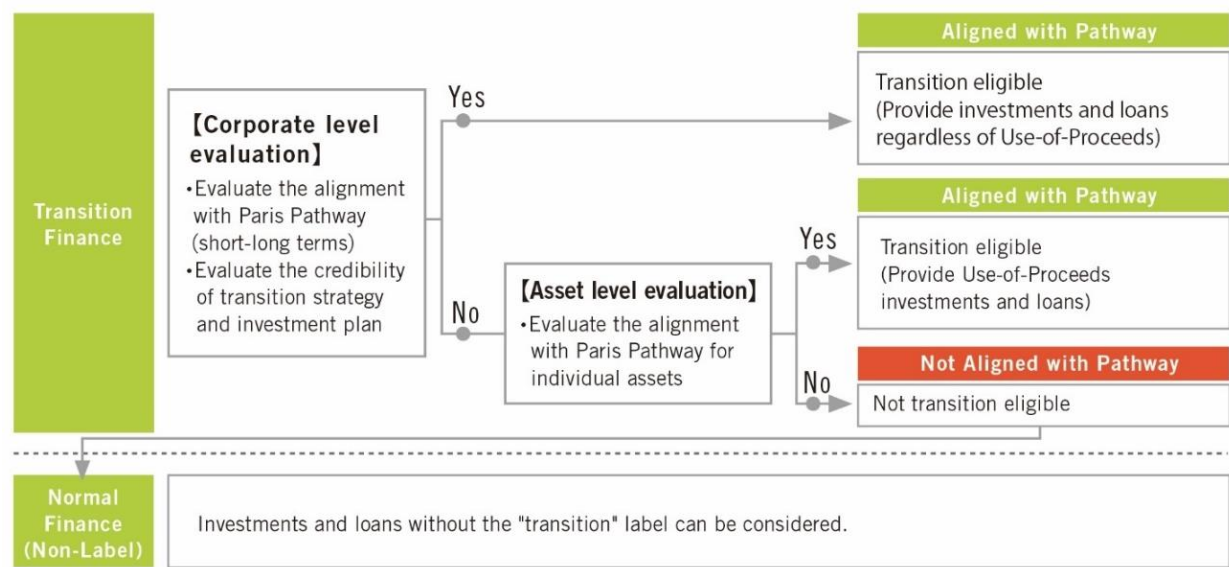 Transition
Finance
【Corporate level
evaluation】
・Evaluate the alignment
with Paris Pathway
(short-long terms)
・Evaluate the credibility
of transition strategy
and investment plan
Yes
No
【Asset level evaluation】
・Evaluate the alignment
with Paris Pathway for
individual assets
Yes
No
Aligned with Pathway
Transition eligible
(Provide investments and loans
regardless of Use-of-Proceeds)
Aligned with Pathway
Transition eligible
(Provide Use-of-Proceeds
investments and loans)
Not Aligned with Pathway
Not transition eligible
Normal
Finance
(Non-Label)
Investments and loans without the "transition" label can be considered.